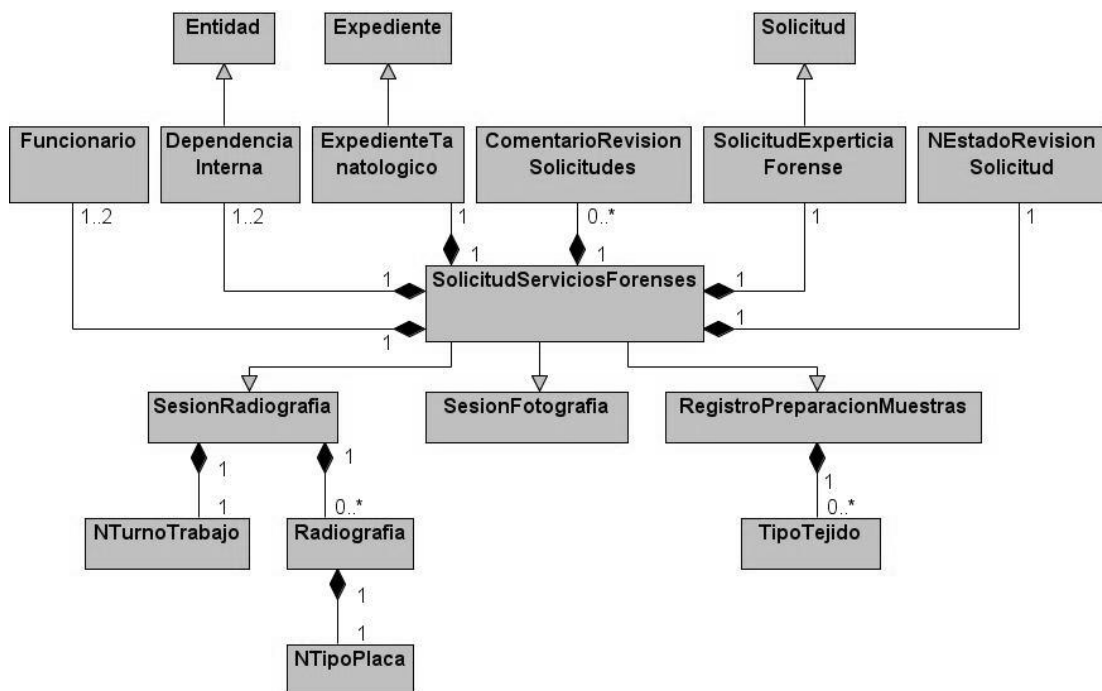 Entidad
Expediente
Solicitud
Funcionario
Dependencia
Interna
ExpedienteTa
natologico
ComentarioRevision
Solicitudes
SolicitudExperticia
Forense
NEstadoRevision
Solicitud
1..2
1..2
1
0..*
1
1
1
1
1
1
1
1
SolicitudServiciosForenses
SesionRadiografia
SesionFotografia
RegistroPreparacionMuestras
1
1
1
1
0..*
0..*
NTurnoTrabajo
Radiografia
TipoTejido
1
1
NTipoPlaca